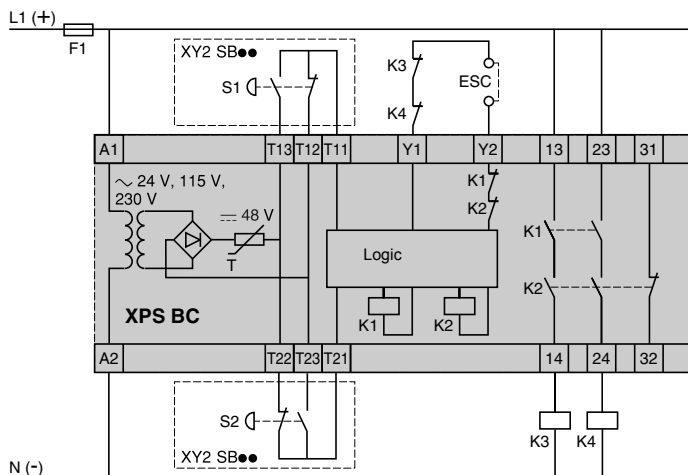 L1 (+)
F1
XY2 SB●●
S1
K3
K4
ESC
A1
T13 T12 T11
Y1
Y2
13
23
31
∼ 24 V, 115 V,
230 V
⎓ 48 V
T
K1
K2
Logic
K1
K2
K1
K2
XPS BC
A2
T22 T23 T21
14
24
32
S2
XY2 SB●●
K3
K4
N (-)